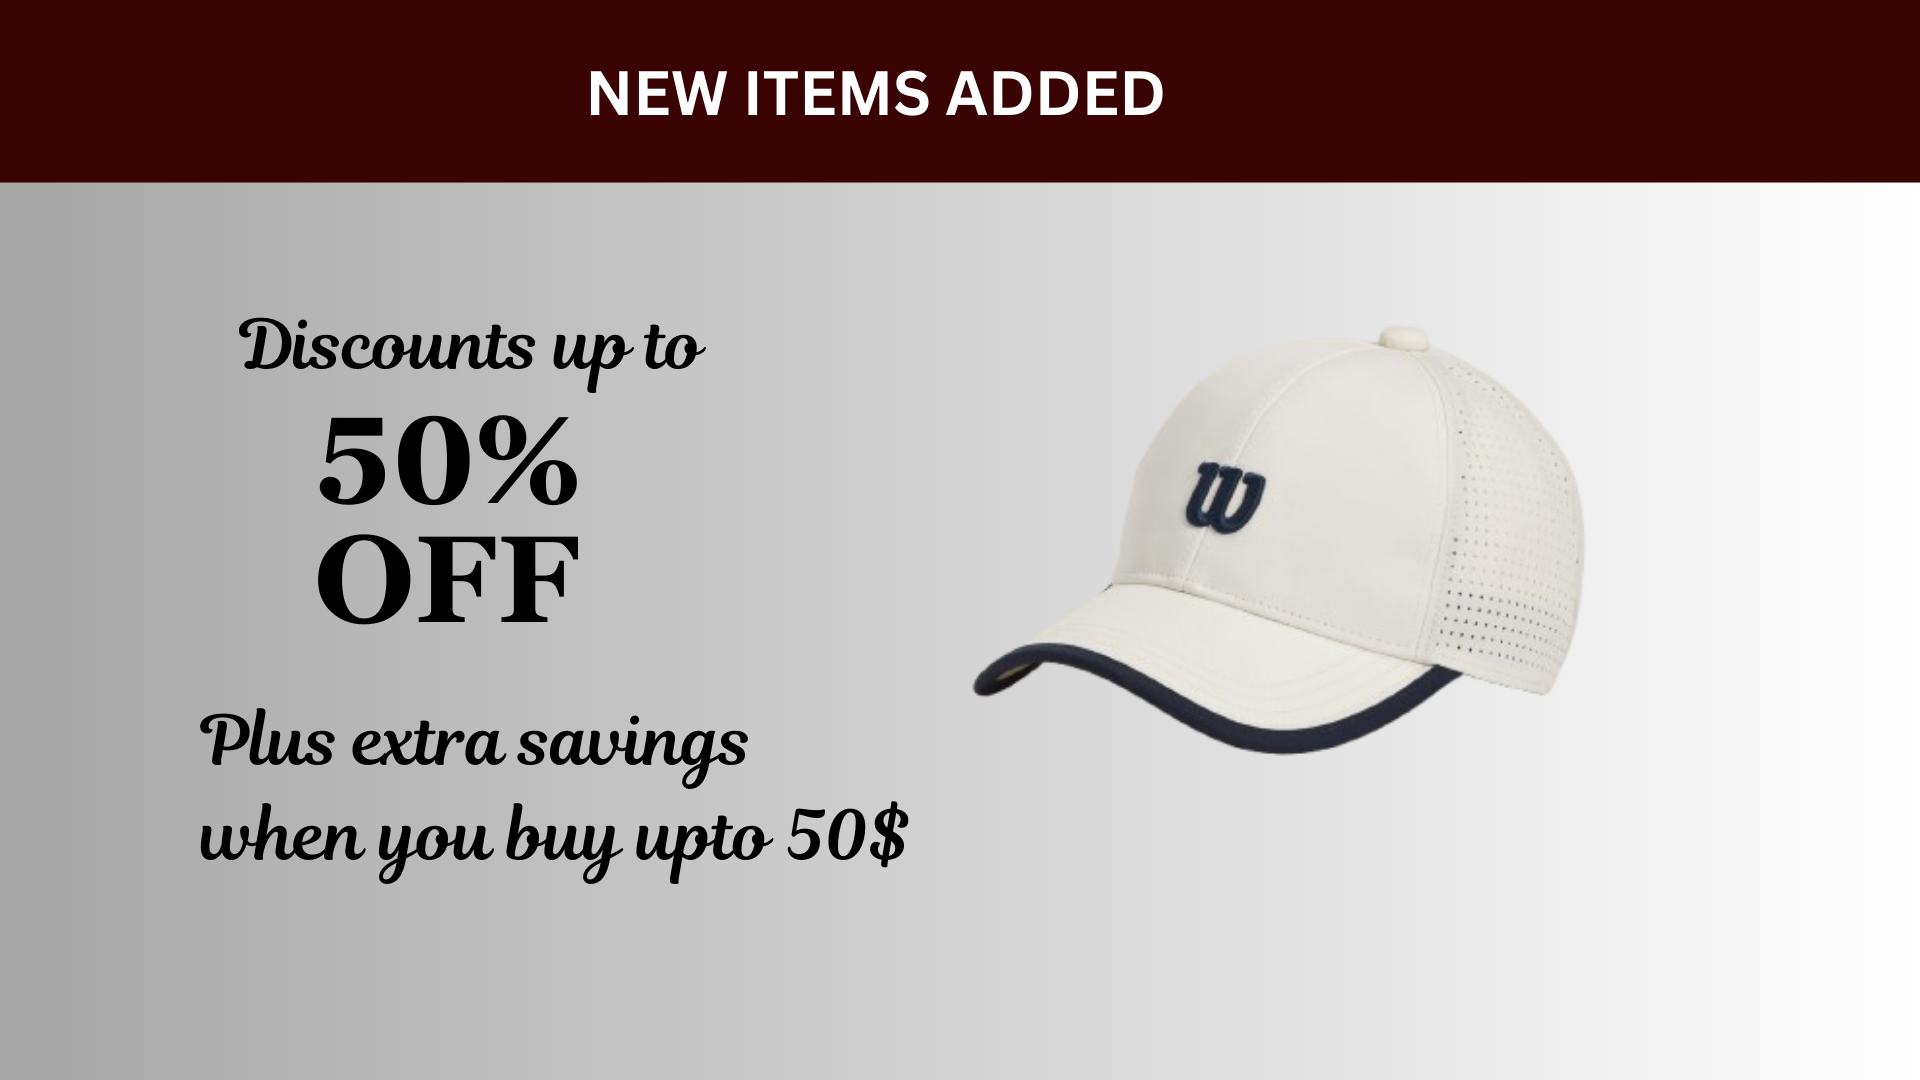 NEW ITEMS ADDED
Discounts up to
50%
OFF
Plus extra savings
when you buy upto 50$
W